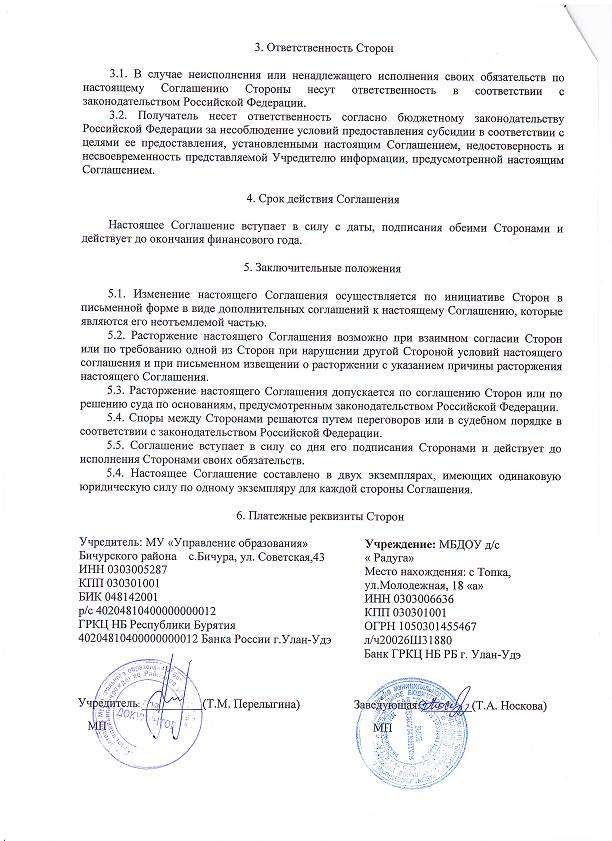 3. Ответственность Сторон
3.1. В случае неисполнения или ненадлежащего исполнения своих обязательств по
настоящему Соглашению Стороны несут ответственность в соответствии с
законодательством Российской Федерации.
3.2. Получатель несет ответственность согласно бюджетному законодательству
Российской Федерации за несоблюдение условий предоставления субсидии в соответствии с
целями ее предоставления, установленными настоящим Соглашением, недостоверность и
несвоевременность представляемой Учредителю информации, предусмотренной настоящим
Соглашением.
4. Срок действия Соглашения
Настоящее Соглашение вступает в силу с даты, подписания обеими Сторонами и
действует до окончания финансового года.
5. Заключительные положения
5.1. Изменение настоящего Соглашения осуществляется по инициативе Сторон в
письменной форме в виде дополнительных соглашений к настоящему Соглашению, которые
являются его неотъемлемой частью.
5.2. Расторжение настоящего Соглашения возможно при взаимном согласии Сторон
или по требованию одной из Сторон при нарушении другой Стороной условий настоящего
соглашения и при письменном извещении о расторжении с указанием причины расторжения
настоящего Соглашения.
5.3. Расторжение настоящего Соглашения допускается по соглашению Сторон или по
решению суда по основаниям, предусмотренным законодательством Российской Федерации.
5.4. Споры между Сторонами решаются путем переговоров или в судебном порядке в
соответствии с законодательством Российской Федерации.
5.5. Соглашение вступает в силу со дня его подписания Сторонами и действует до
исполнения Сторонами своих обязательств.
5.4. Настоящее Соглашение составлено в двух экземплярах, имеющих одинаковую
юридическую силу по одному экземпляру для каждой стороны Соглашения.
6. Платежные реквизиты Сторон
Учредитель: МУ «Управление образования»
Бичурского района с.Бичура, ул. Советская,43
ИНН 0303005287
КПП 030301001
БИК 048142001
р/с 40204810400000000012
ГРКЦ НБ Республики Бурятия
40204810400000000012 Банка России г.Улан-Удэ
Учредитель (Т.М. Перелыгина)
МП
Учреждение: МБДОУ д/с
« Радуга»
Место нахождения: с Топка,
ул.Молодежная, 18 «а»
ИНН 0303006636
КПП 030301001
ОГРН 1050301455467
л/ч20026Ш31880
Банк ГРКЦ НБ РБ г. Улан-Удэ
Заведующая (Т.А. Носкова)
МП
ДОКУМЕНТОВ